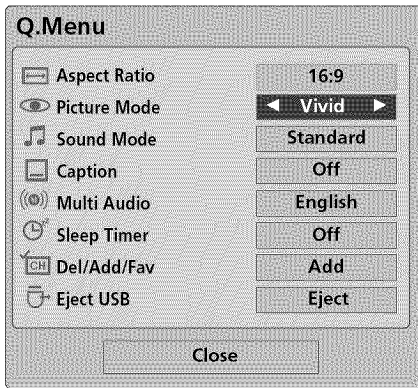 Q.Menu
Aspect Ratio 16:9
Picture Mode Vivid
Sound Mode Standard
Caption Off
Multi Audio English
Sleep Timer Off
CH Del/Add/Fav Add
Eject USB Eject
Close